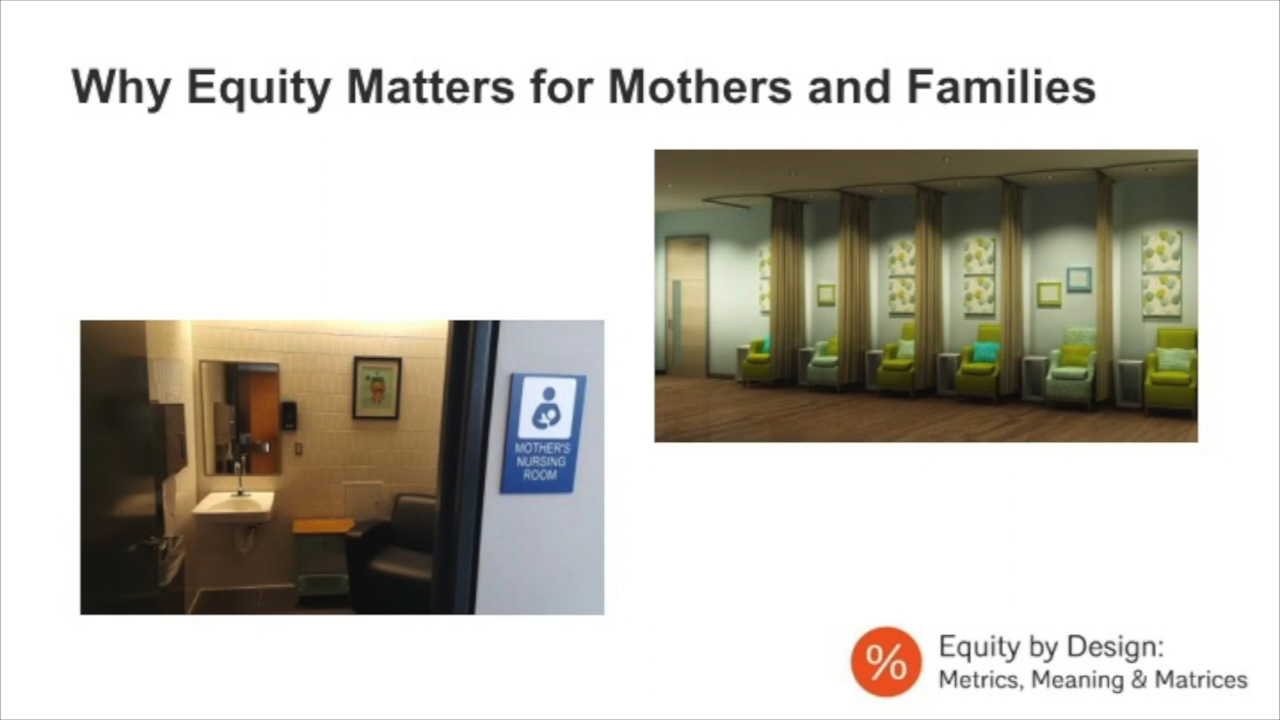 Why Equity Matters for Mothers and Families
MOTHER'S
NURSING
ROOM
%
Equity by Design:
Metrics, Meaning & Matrices